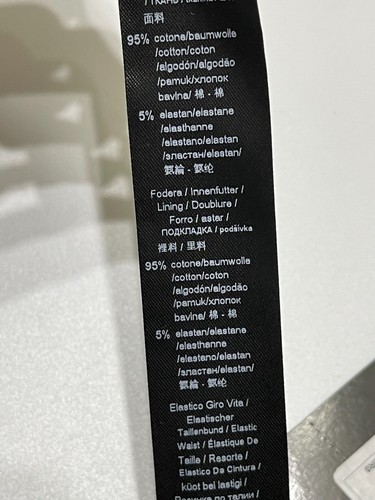 面料
95% cotone/baumwolle
/cotton/coton
/algodón/algodão
/pamuk/хлопок
bavlna/ 棉 - 棉
5% elastan/elastane
/elasthanne
/elastano/elastan
/эластан/elastan/
氨綸 - 氨纶
Fodera / Innenfutter /
Lining / Doublure /
Forro / astar /
ПОДКЛАДКА / podšívka
裡料 / 里料
95% cotone/baumwolle
/cotton/coton
/algodón/algodão
/pamuk/хлопок
bavlna/ 棉 - 棉
5% elastan/elastane
/elasthanne
/elastano/elastan
/эластан/elastan/
氨綸 - 氨纶
Elastico Giro Vita /
Elastischer
Taillenbund / Elastic
Waist / Élastique De
Taille / Resorte /
Elastico Da Cintura /
küot bel lastigi /